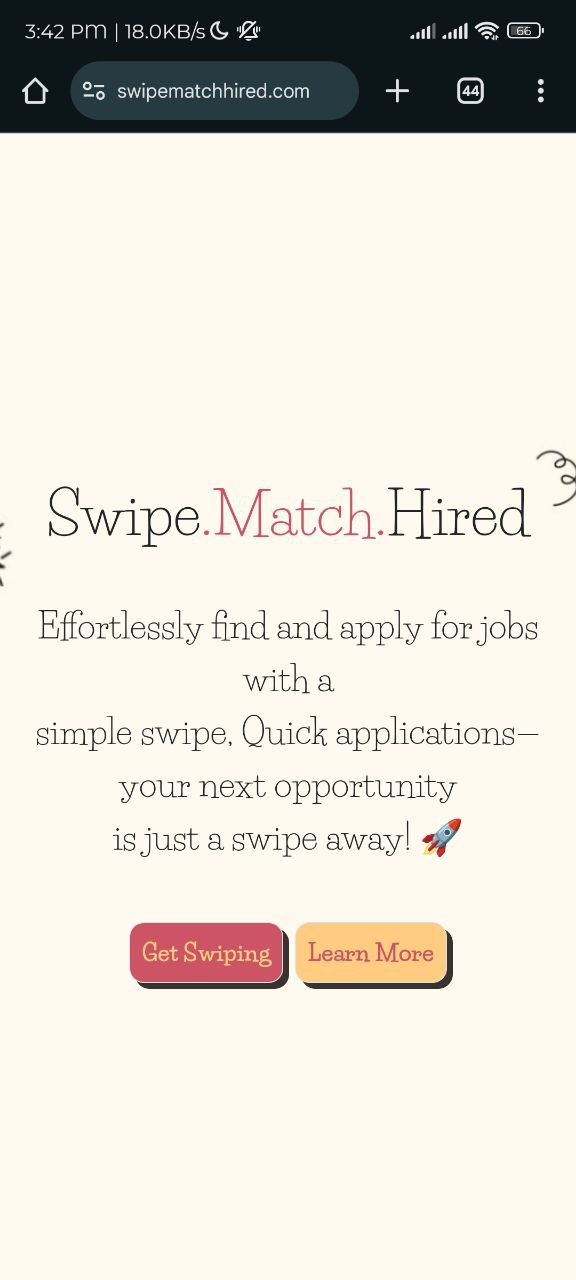 3:42 PM | 18.0KB/s 66
swipematchhired.com 44
Swipe.Match.Hired
Effortlessly find and apply for jobs
with a
simple swipe, Quick applications—
your next opportunity
is just a swipe away! 🚀
Get Swiping Learn More